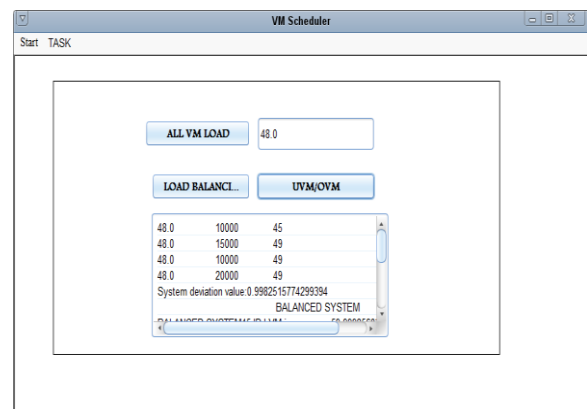 VM Scheduler
Start TASK
ALL VM LOAD 48.0
LOAD BALANCI... UVM/OVM
48.0 10000 45
48.0 15000 49
48.0 10000 49
48.0 20000 49
System deviation value:0.9982515774299394
BALANCED SYSTEM